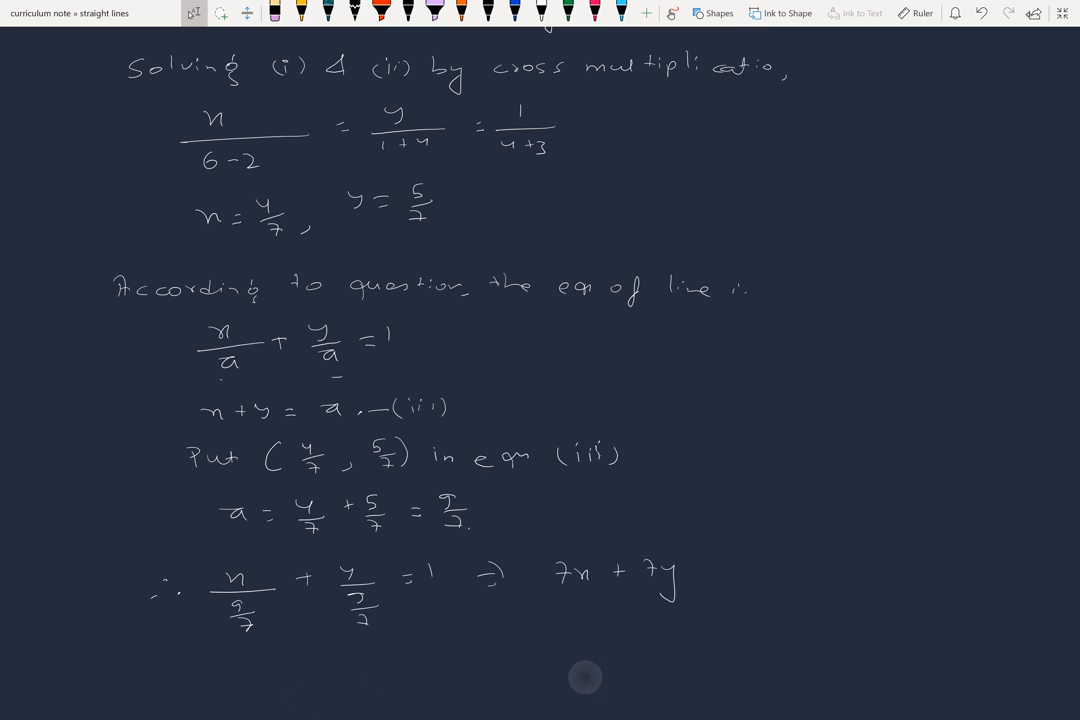 curriculum note » straight lines
Shapes Ink to Shape Ink to Text Ruler
Solving (i) & (ii) by cross multiplicatio,
x/(6-2) = y/(1+4) = 1/(4+3)
x = 4/7, y = 5/7
According to question, the eqn of line is
x/a + y/a = 1
x + y = a . —(iii)
Put (4/7, 5/7) in eqn (iii)
a = 4/7 + 5/7 = 9/7.
∴ x/(9/7) + y/(9/7) = 1 ⇒ 7x + 7y